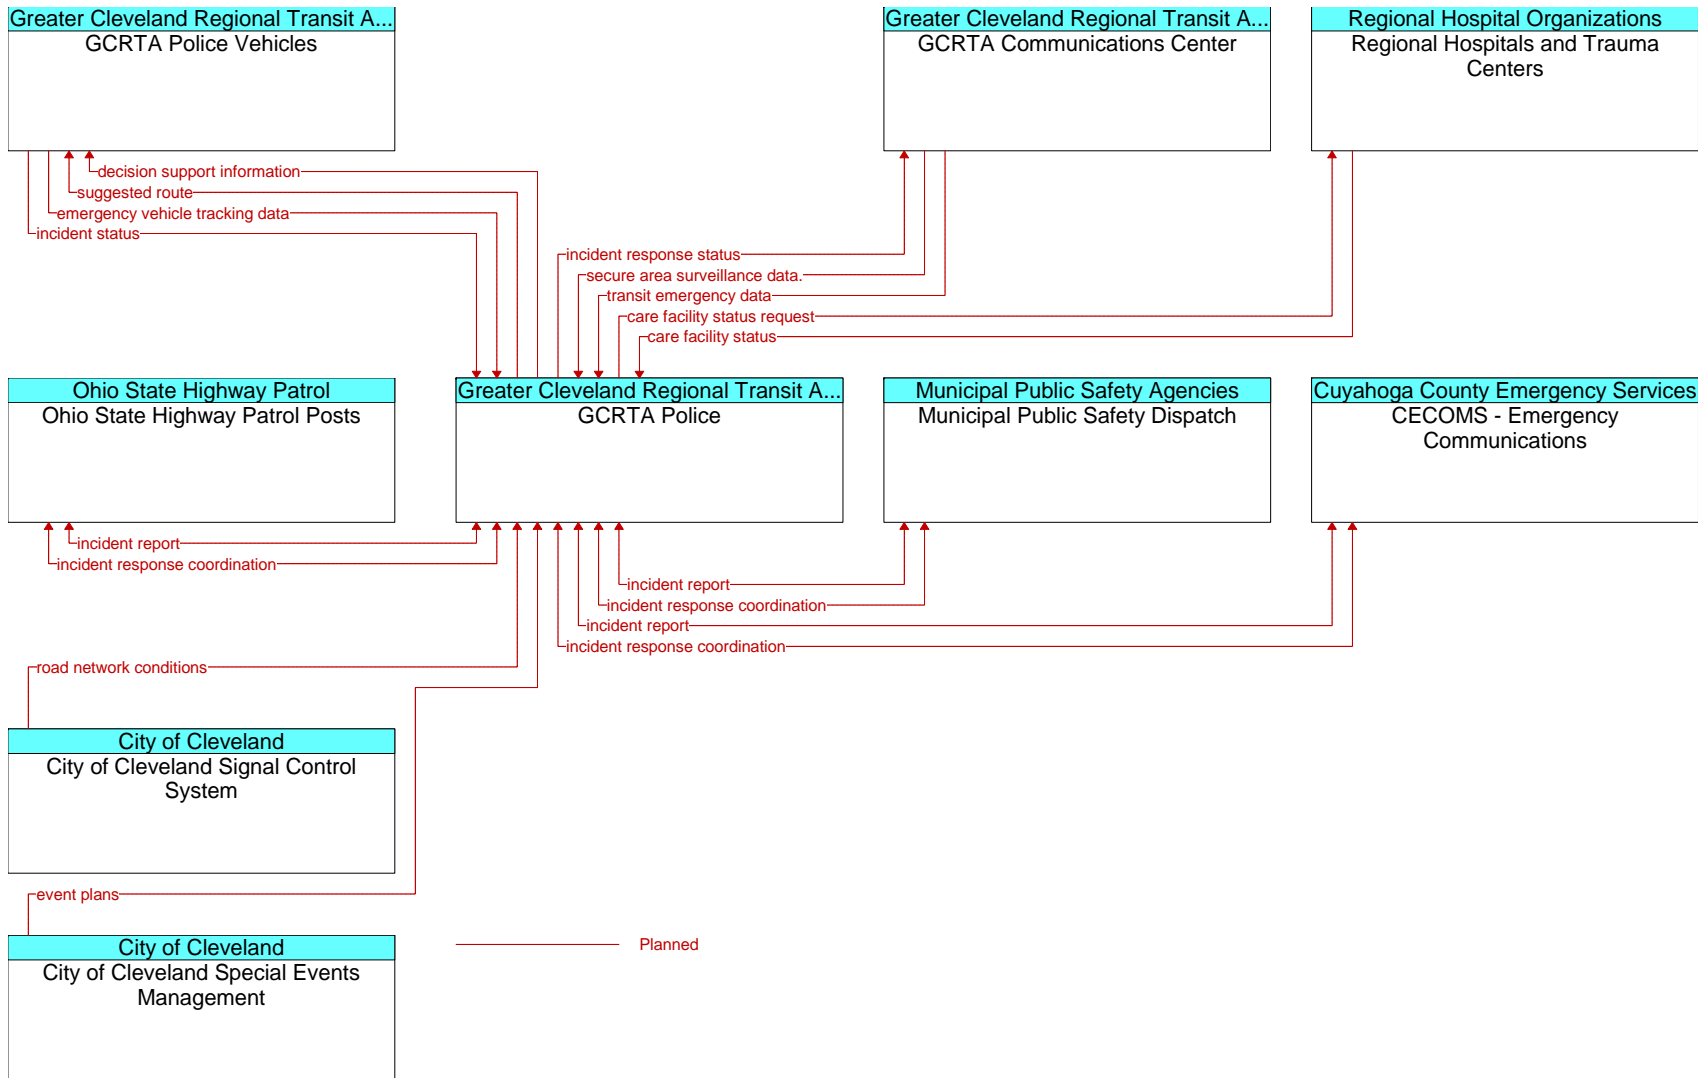 Greater Cleveland Regional Transit A...
GCRTA Police Vehicles
Greater Cleveland Regional Transit A...
GCRTA Communications Center
Regional Hospital Organizations
Regional Hospitals and Trauma
Centers
decision support information
suggested route
emergency vehicle tracking data
incident status
incident response status
secure area surveillance data.
transit emergency data
care facility status request
care facility status
Ohio State Highway Patrol
Ohio State Highway Patrol Posts
Greater Cleveland Regional Transit A...
GCRTA Police
Municipal Public Safety Agencies
Municipal Public Safety Dispatch
Cuyahoga County Emergency Services
CECOMS - Emergency
Communications
incident report
incident response coordination
incident report
incident response coordination
incident report
incident response coordination
road network conditions
City of Cleveland
City of Cleveland Signal Control
System
event plans
City of Cleveland
City of Cleveland Special Events
Management
Planned